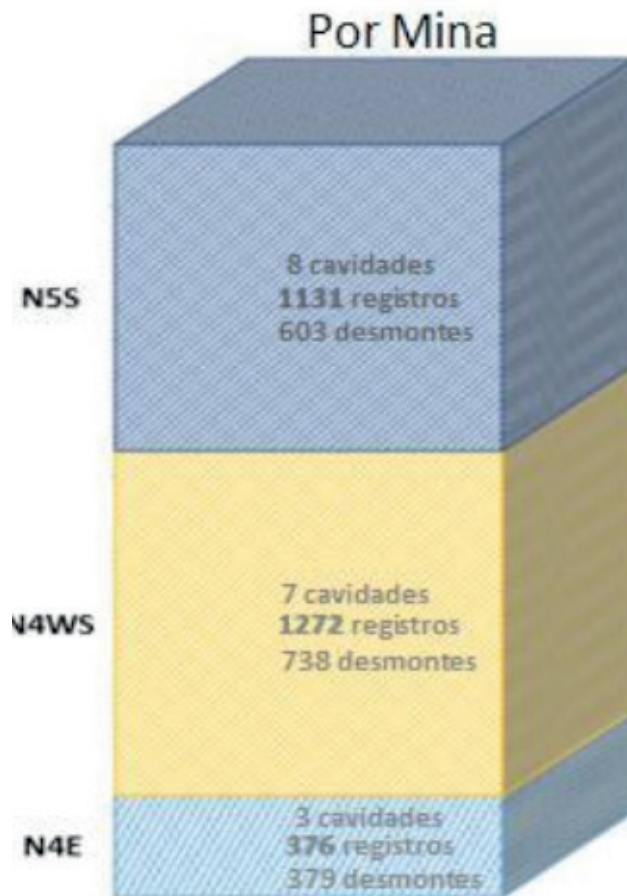 Por Mina
N5S
8 cavidades
1131 registros
603 desmontes
N4WS
7 cavidades
1272 registros
738 desmontes
N4E
3 cavidades
376 registros
379 desmontes